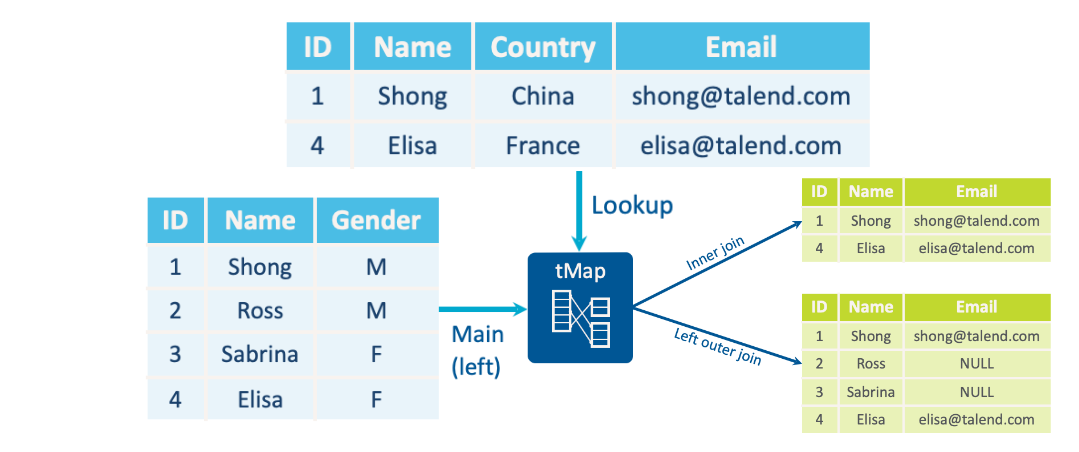 ID Name Country Email
1 Shong China shong@talend.com
4 Elisa France elisa@talend.com
Lookup
ID Name Gender
1 Shong M
2 Ross M
3 Sabrina F
4 Elisa F
Main
(left)
tMap
Inner join
Left outer join
ID Name Email
1 Shong shong@talend.com
4 Elisa elisa@talend.com
ID Name Email
1 Shong shong@talend.com
2 Ross NULL
3 Sabrina NULL
4 Elisa elisa@talend.com